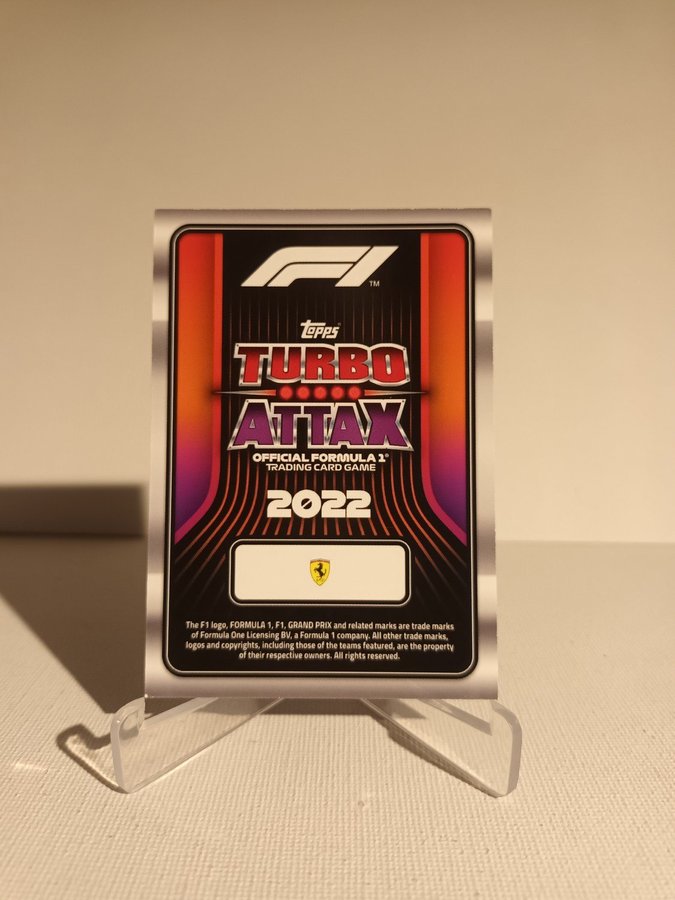 F1 TM
Topps®
TURBO
ATTAX
OFFICIAL FORMULA 1®
TRADING CARD GAME
2022
The F1 logo, FORMULA 1, F1, GRAND PRIX and related marks are trade marks
of Formula One Licensing BV, a Formula 1 company. All other trade marks,
logos and copyrights, including those of the teams featured, are the property
of their respective owners. All rights reserved.